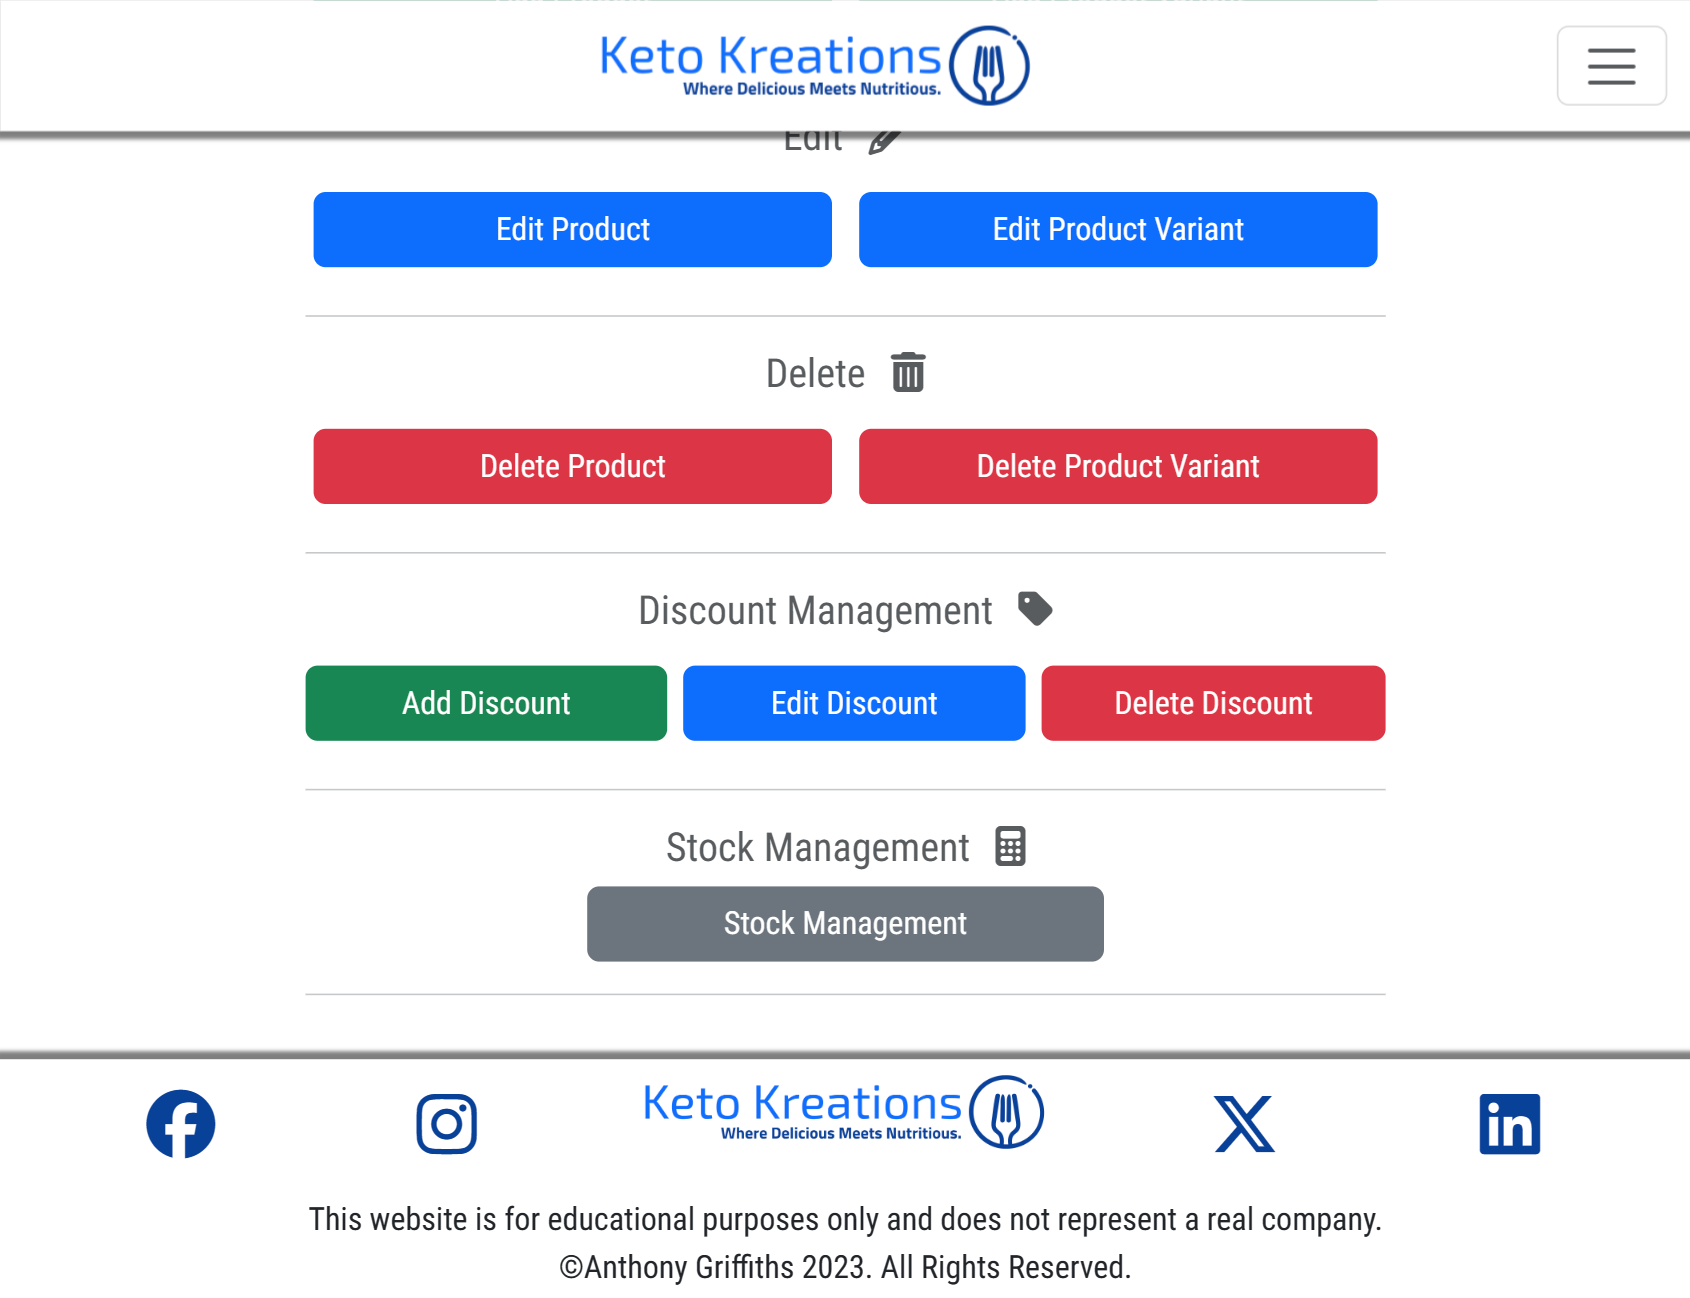 Keto Kreations
Where Delicious Meets Nutritious.
Edit
Edit Product
Edit Product Variant
Delete
Delete Product
Delete Product Variant
Discount Management
Add Discount
Edit Discount
Delete Discount
Stock Management
Stock Management
Keto Kreations
Where Delicious Meets Nutritious.
This website is for educational purposes only and does not represent a real company.
©Anthony Griffiths 2023. All Rights Reserved.